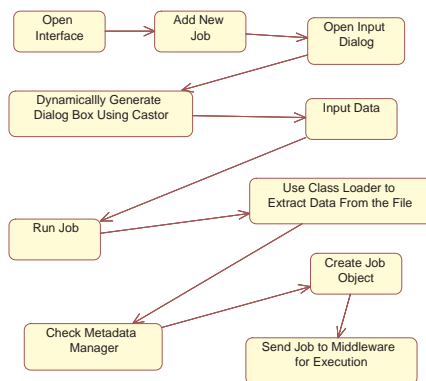 Open
Interface
Add New
Job
Open Input
Dialog
Dynamicallly Generate
Dialog Box Using Castor
Input Data
Use Class Loader to
Extract Data From the File
Run Job
Create Job
Object
Check Metadata
Manager
Send Job to Middleware
for Execution